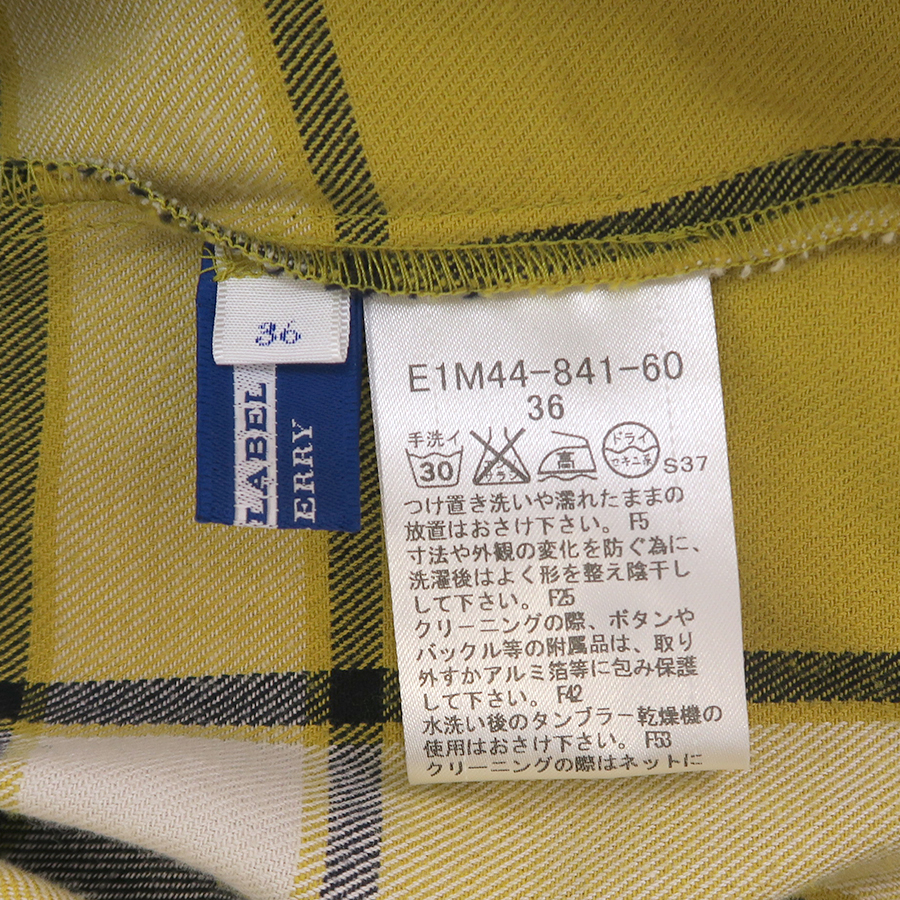 36
LABEL
ERRY
E1M44-841-60
36
手洗イ
30
高
ドライ
セキユ系
S37
つけ置き洗いや濡れたままの
放置はおさけ下さい。 F5
寸法や外観の変化を防ぐ為に、
洗濯後はよく形を整え陰干し
して下さい。 F25
クリーニングの際、ボタンや
バックル等の附属品は、取り
外すかアルミ箔等に包み保護
して下さい。 F42
水洗い後のタンブラー乾燥機の
使用はおさけ下さい。 F53
クリーニングの際はネットに